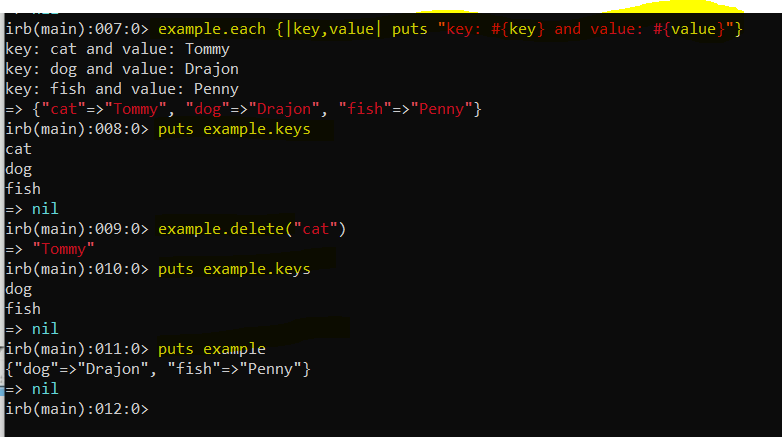 irb(main):007:0> example.each {|key,value| puts "key: #{key} and value: #{value}"}
key: cat and value: Tommy
key: dog and value: Drajon
key: fish and value: Penny
=> {"cat"=>"Tommy", "dog"=>"Drajon", "fish"=>"Penny"}
irb(main):008:0> puts example.keys
cat
dog
fish
=> nil
irb(main):009:0> example.delete("cat")
=> "Tommy"
irb(main):010:0> puts example.keys
dog
fish
=> nil
irb(main):011:0> puts example
{"dog"=>"Drajon", "fish"=>"Penny"}
=> nil
irb(main):012:0>